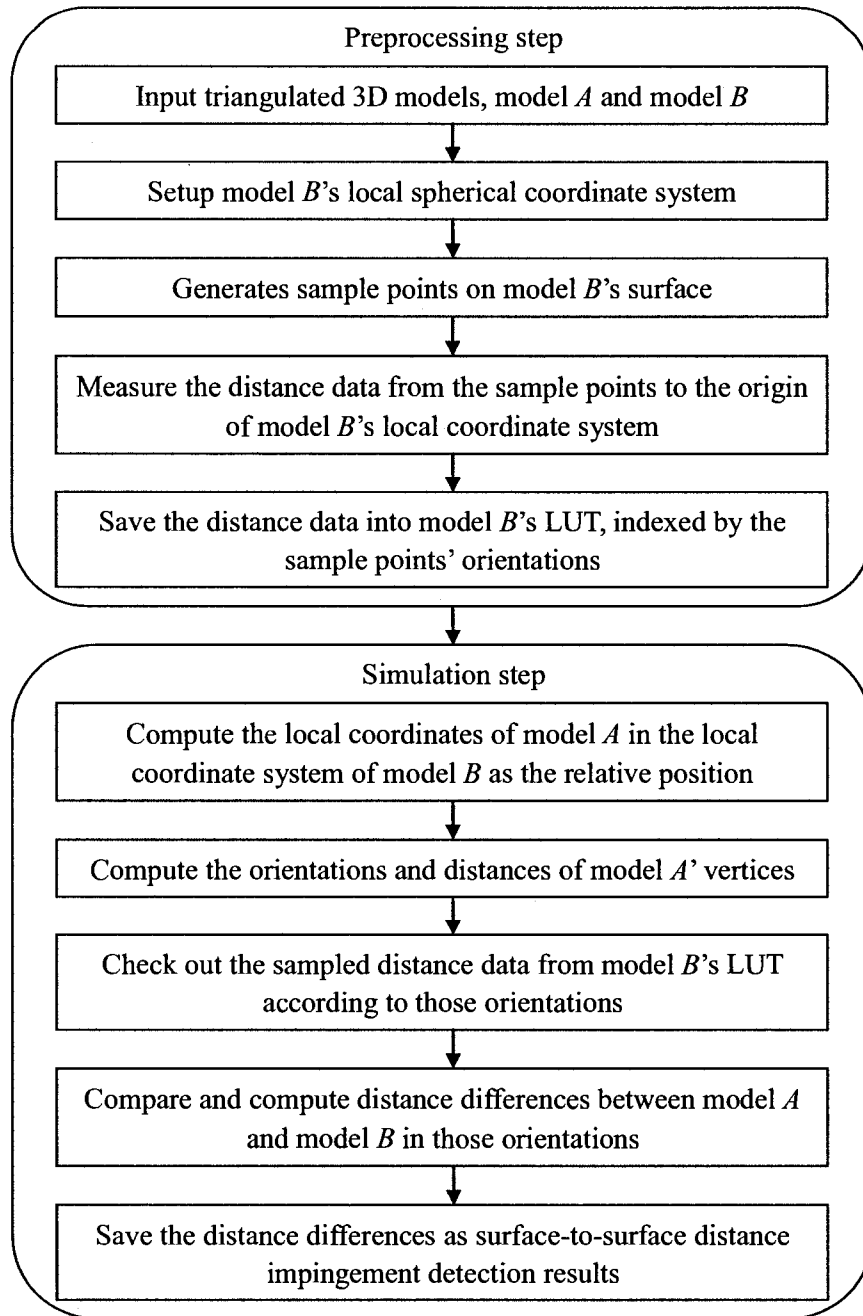 Preprocessing step
Input triangulated 3D models, model A and model B
Setup model B's local spherical coordinate system
Generates sample points on model B's surface
Measure the distance data from the sample points to the origin
of model B's local coordinate system
Save the distance data into model B's LUT, indexed by the
sample points' orientations
Simulation step
Compute the local coordinates of model A in the local
coordinate system of model B as the relative position
Compute the orientations and distances of model A' vertices
Check out the sampled distance data from model B's LUT
according to those orientations
Compare and compute distance differences between model A
and model B in those orientations
Save the distance differences as surface-to-surface distance
impingement detection results